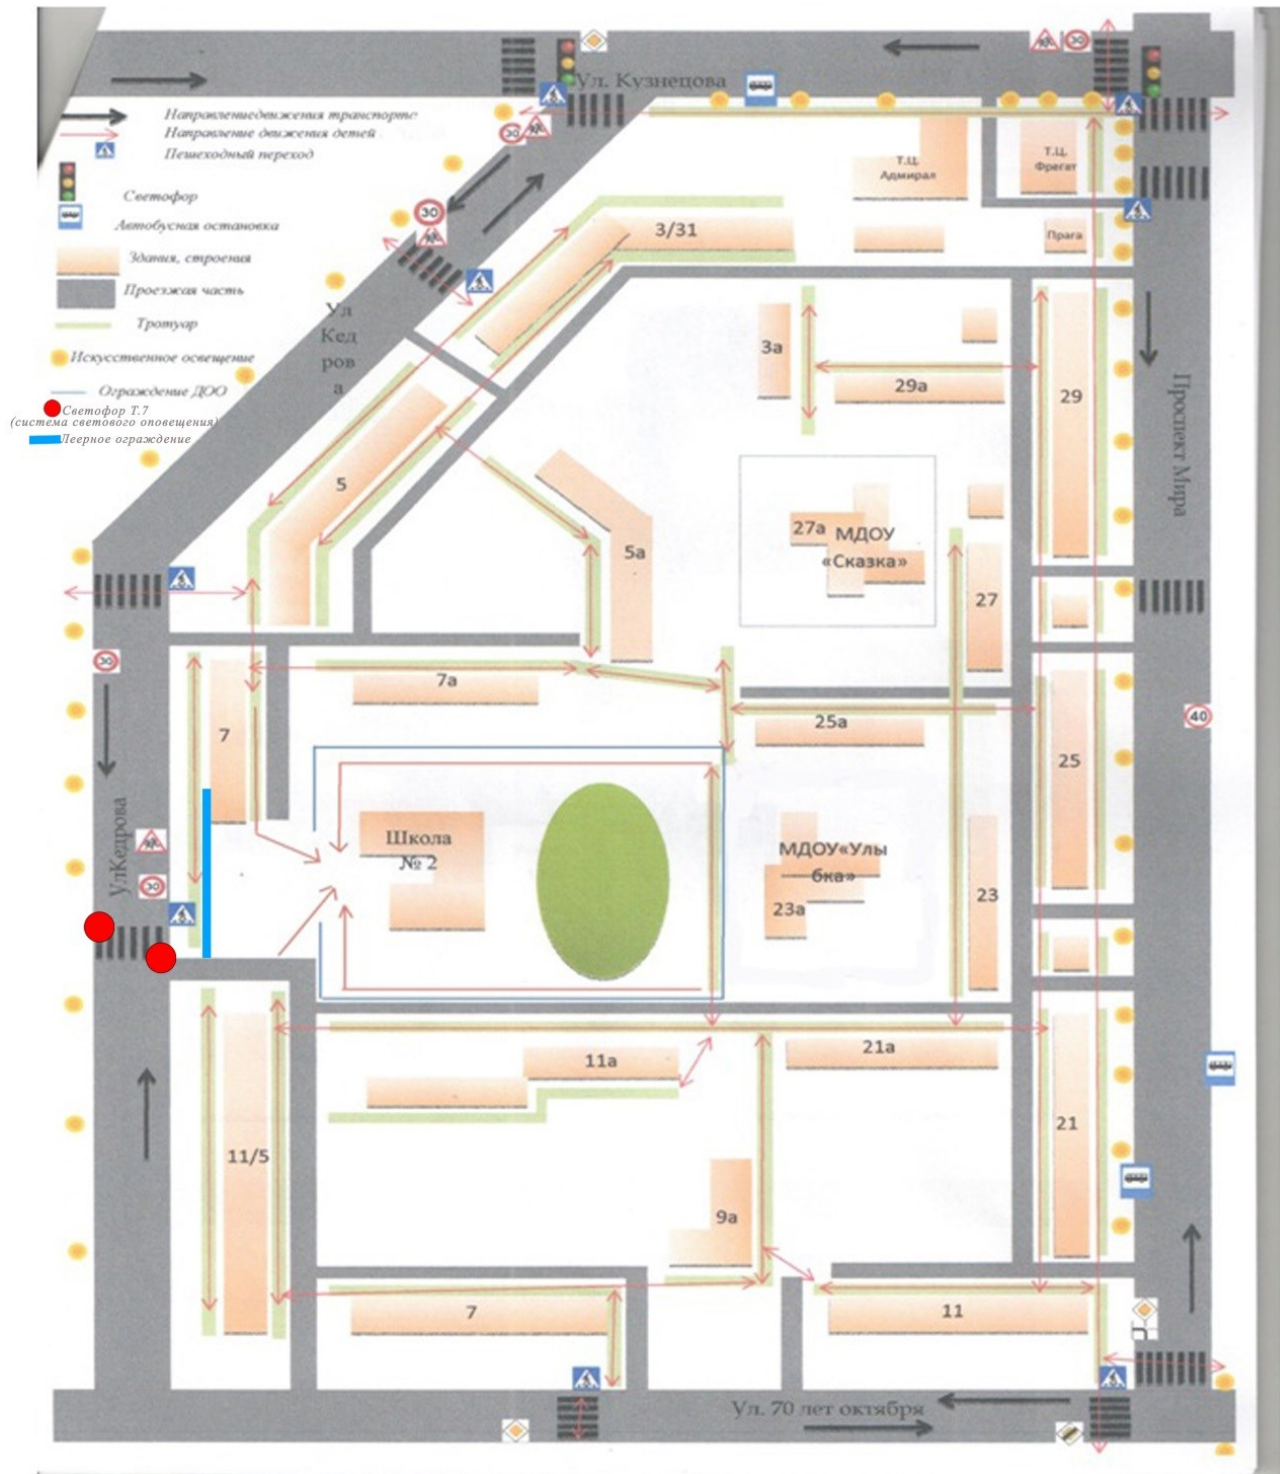 Ул. Кузнецова
Направлениедвижения транспорте
Направление движения детей
Пешеходный переход
Светофор
Автобусная остановка
Здания, строения
Проезжая часть
Тротуар
Искусственное освещение
Ограждение ДОО
Светофор Т.7
(система светового оповещения)
Леерное ограждение
30
30
30
Т.Ц.
Адмирал
Т.Ц.
Фрегат
Прага
3/31
Ул
Кед
ров
а
3а
29а
29
Проспект Мира
5
5а
27а
МДОУ
«Сказка»
27
30
7а
7
25а
25
40
улКедрова
30
Школа
№ 2
МДОУ«Улы
бка»
23а
23
11а
21а
21
11/5
9а
7
11
Ул. 70 лет октября